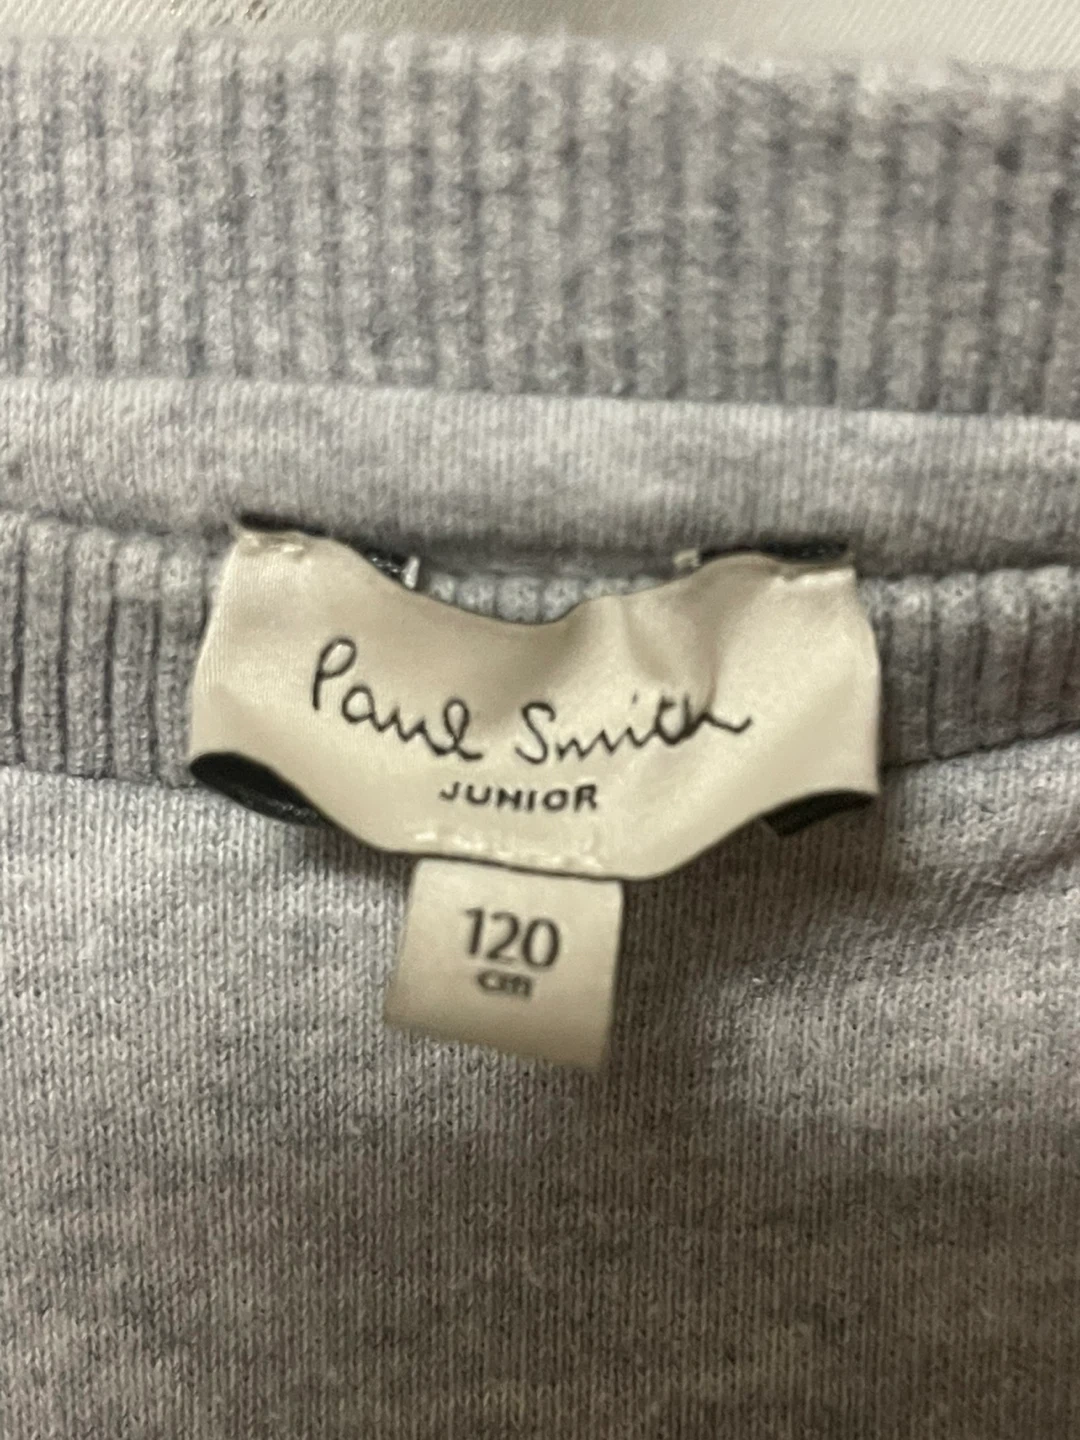 Paul Smith
JUNIOR
120
cm